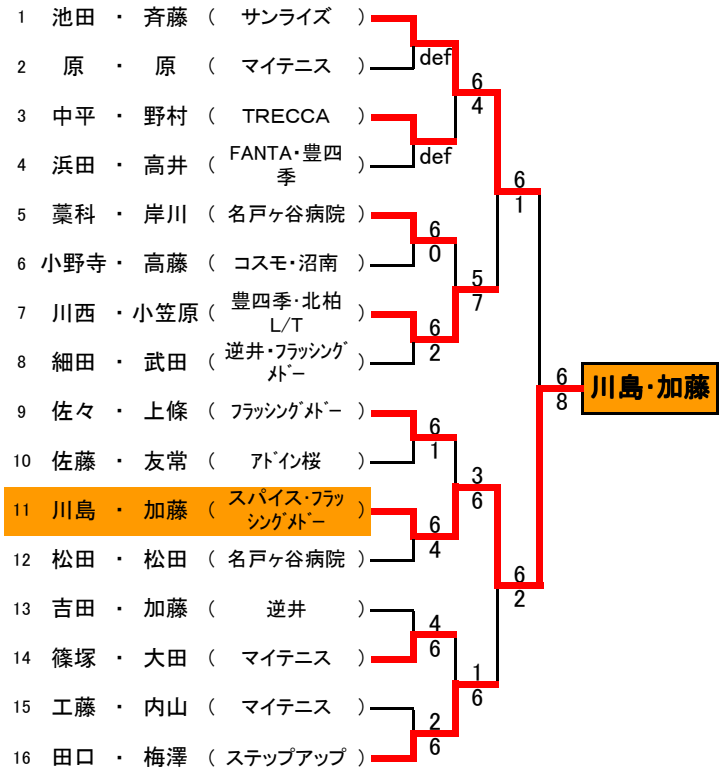 1 池田 ・ 斉藤 ( サンライズ )
def
2 原 ・ 原 ( マイテニス )
6
4
3 中平 ・ 野村 ( TRECCA )
def
4 浜田 ・ 高井 ( FANTA・豊四
季 )
6
1
5 藁科 ・ 岸川 ( 名戸ヶ谷病院 )
6
0
6 小野寺 ・ 高藤 ( コスモ・沼南 )
5
7
7 川西 ・ 小笠原 ( 豊四季・北柏
L/T )
6
2
8 細田 ・ 武田 ( 逆井・フラッシング
メドー )
6
8
川島・加藤
9 佐々 ・ 上條 ( フラッシングメドー )
6
1
10 佐藤 ・ 友常 ( アドイン桜 )
3
6
11 川島 ・ 加藤 ( スパイス・フラッ
シングメドー )
6
4
12 松田 ・ 松田 ( 名戸ヶ谷病院 )
6
2
13 吉田 ・ 加藤 ( 逆井 )
4
6
14 篠塚 ・ 大田 ( マイテニス )
1
6
15 工藤 ・ 内山 ( マイテニス )
2
6
16 田口 ・ 梅澤 ( ステップアップ )